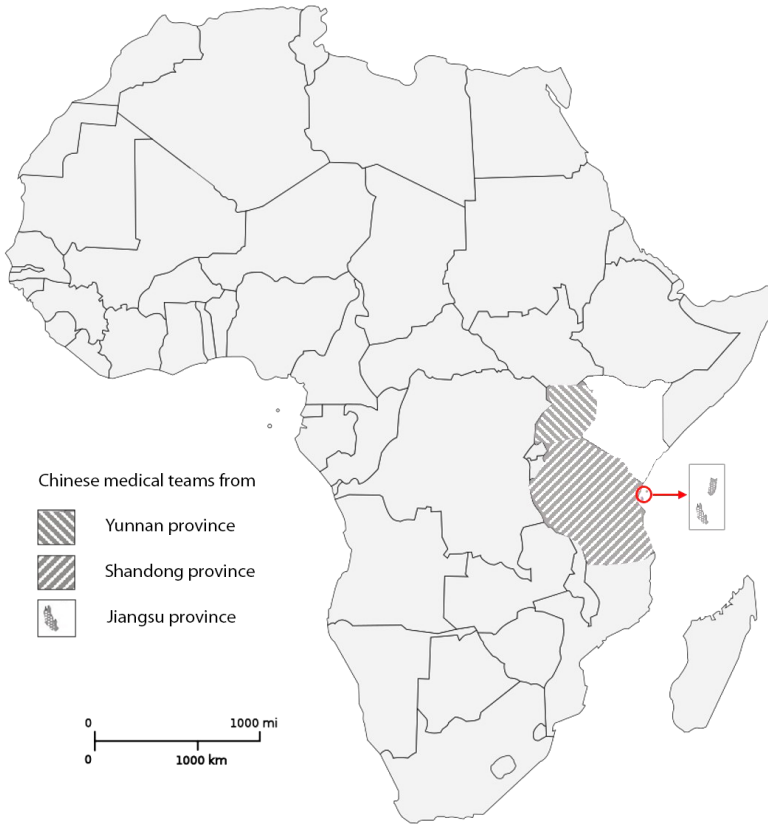 Chinese medical teams from
Yunnan province
Shandong province
Jiangsu province
0 1000 mi
0 1000 km